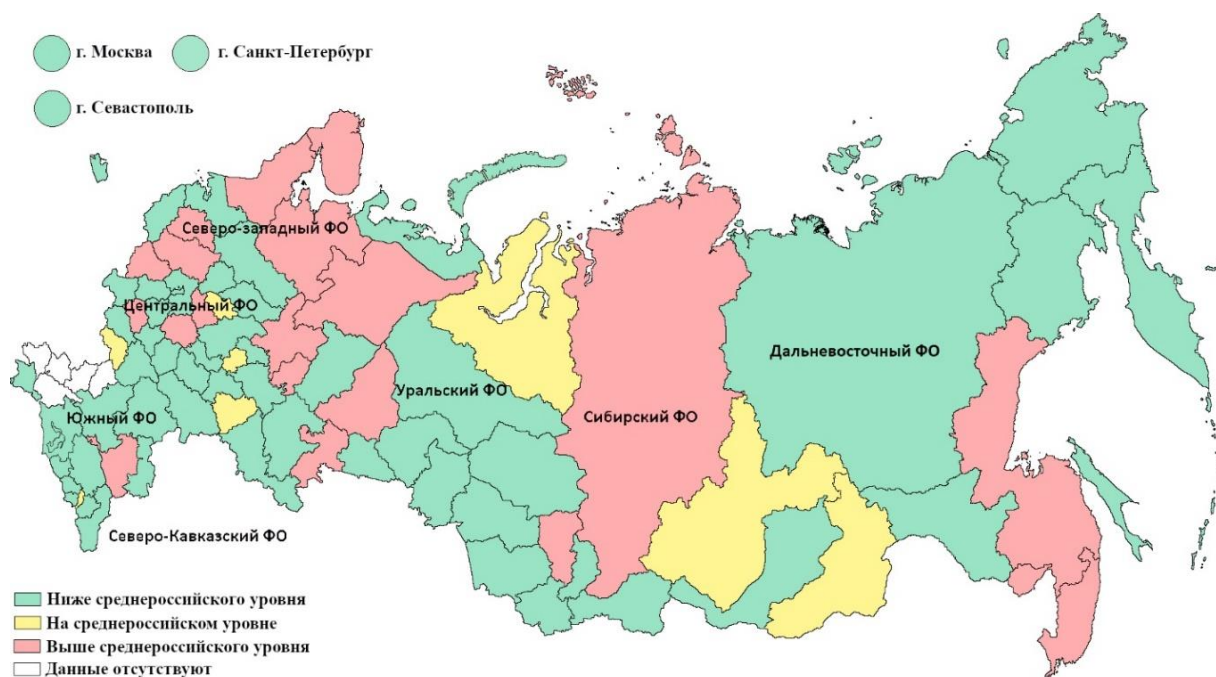 г. Москва
г. Санкт-Петербург
г. Севастополь
Северо-западный ФО
Центральный ФО
Уральский ФО
Дальневосточный ФО
Южный ФО
Сибирский ФО
Северо-Кавказский ФО
Ниже среднероссийского уровня
На среднероссийском уровне
Выше среднероссийского уровня
Данные отсутствуют